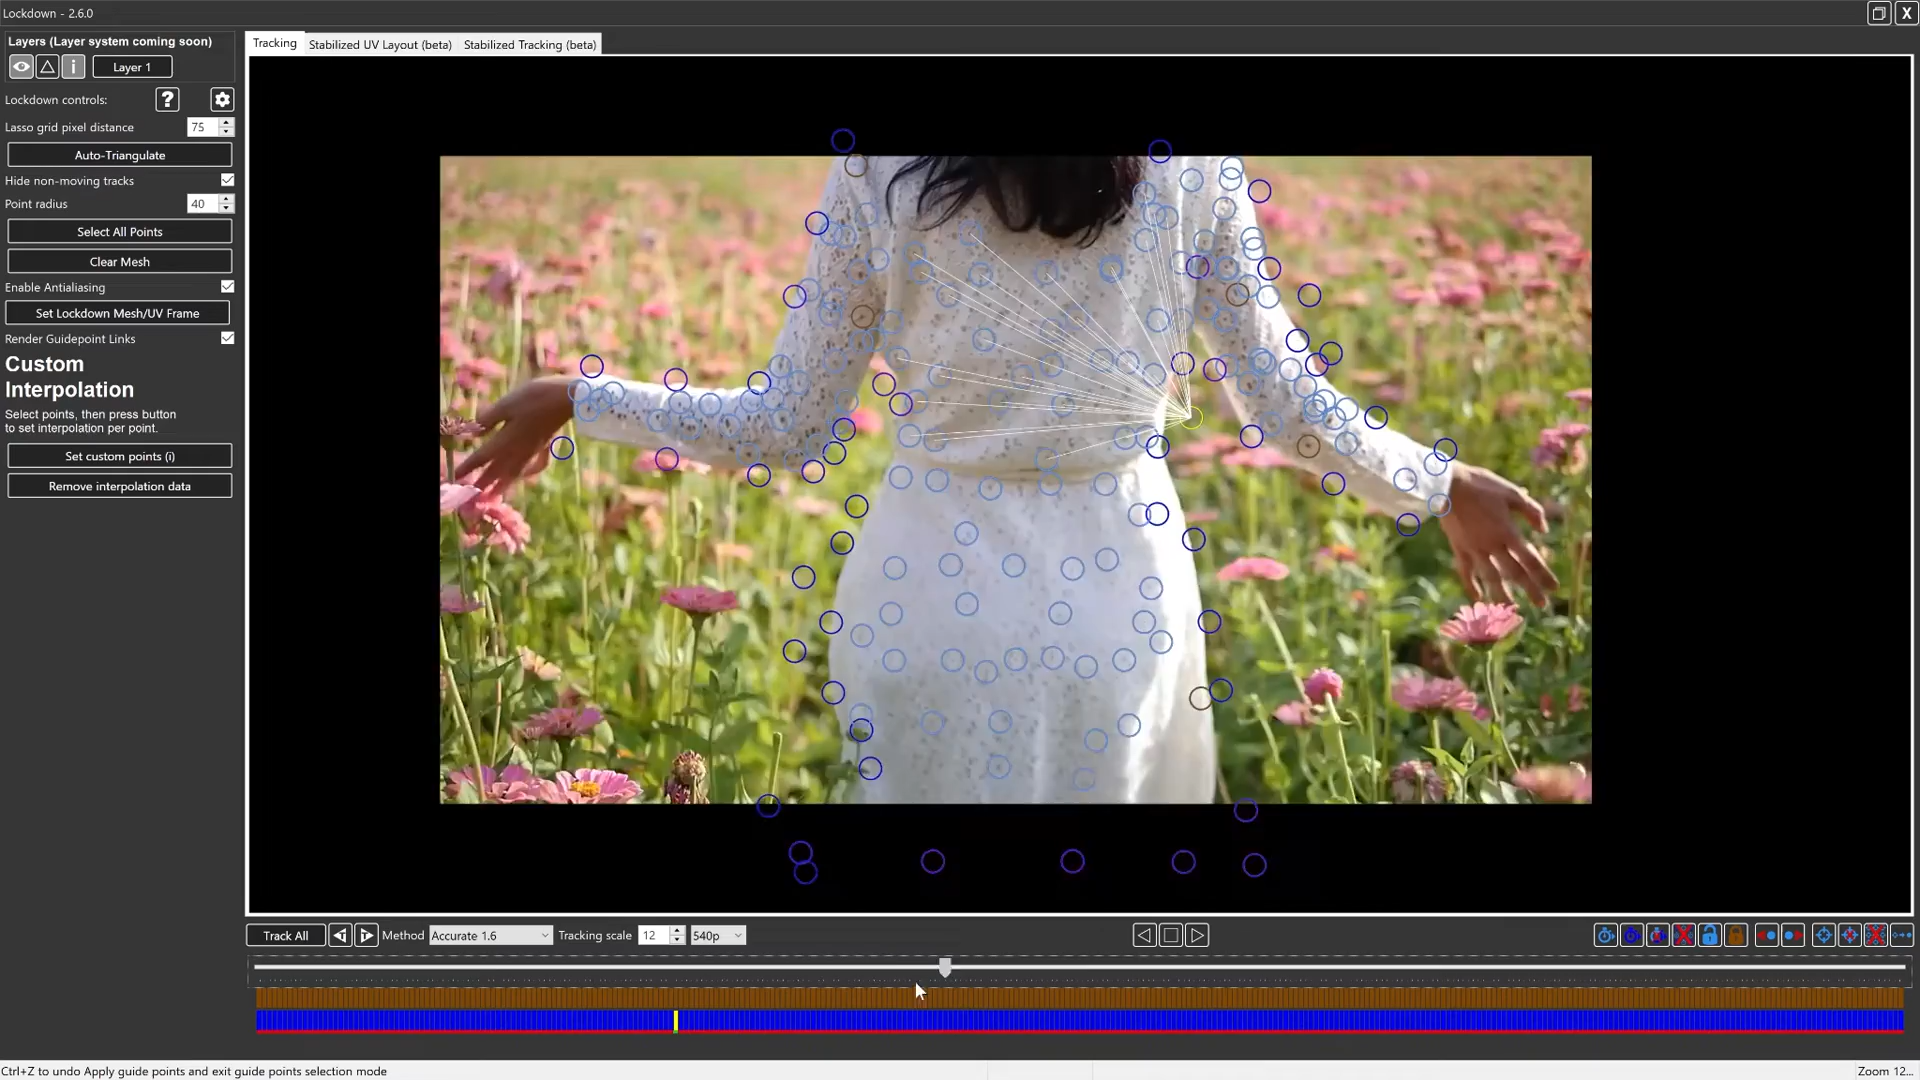 Lockdown - 2.6.0
X
Layers (Layer system coming soon)
i
Layer 1
Lockdown controls:
?
Lasso grid pixel distance
75
Auto-Triangulate
Hide non-moving tracks
Point radius
40
Select All Points
Clear Mesh
Enable Antialiasing
Set Lockdown Mesh/UV Frame
Render Guidepoint Links
Custom
Interpolation
Select points, then press button
to set interpolation per point.
Set custom points (i)
Remove interpolation data
Tracking
Stabilized UV Layout (beta)
Stabilized Tracking (beta)
Track All
Method
Accurate 1.6
Tracking scale
12
540p
Ctrl+Z to undo Apply guide points and exit guide points selection mode
Zoom 12...